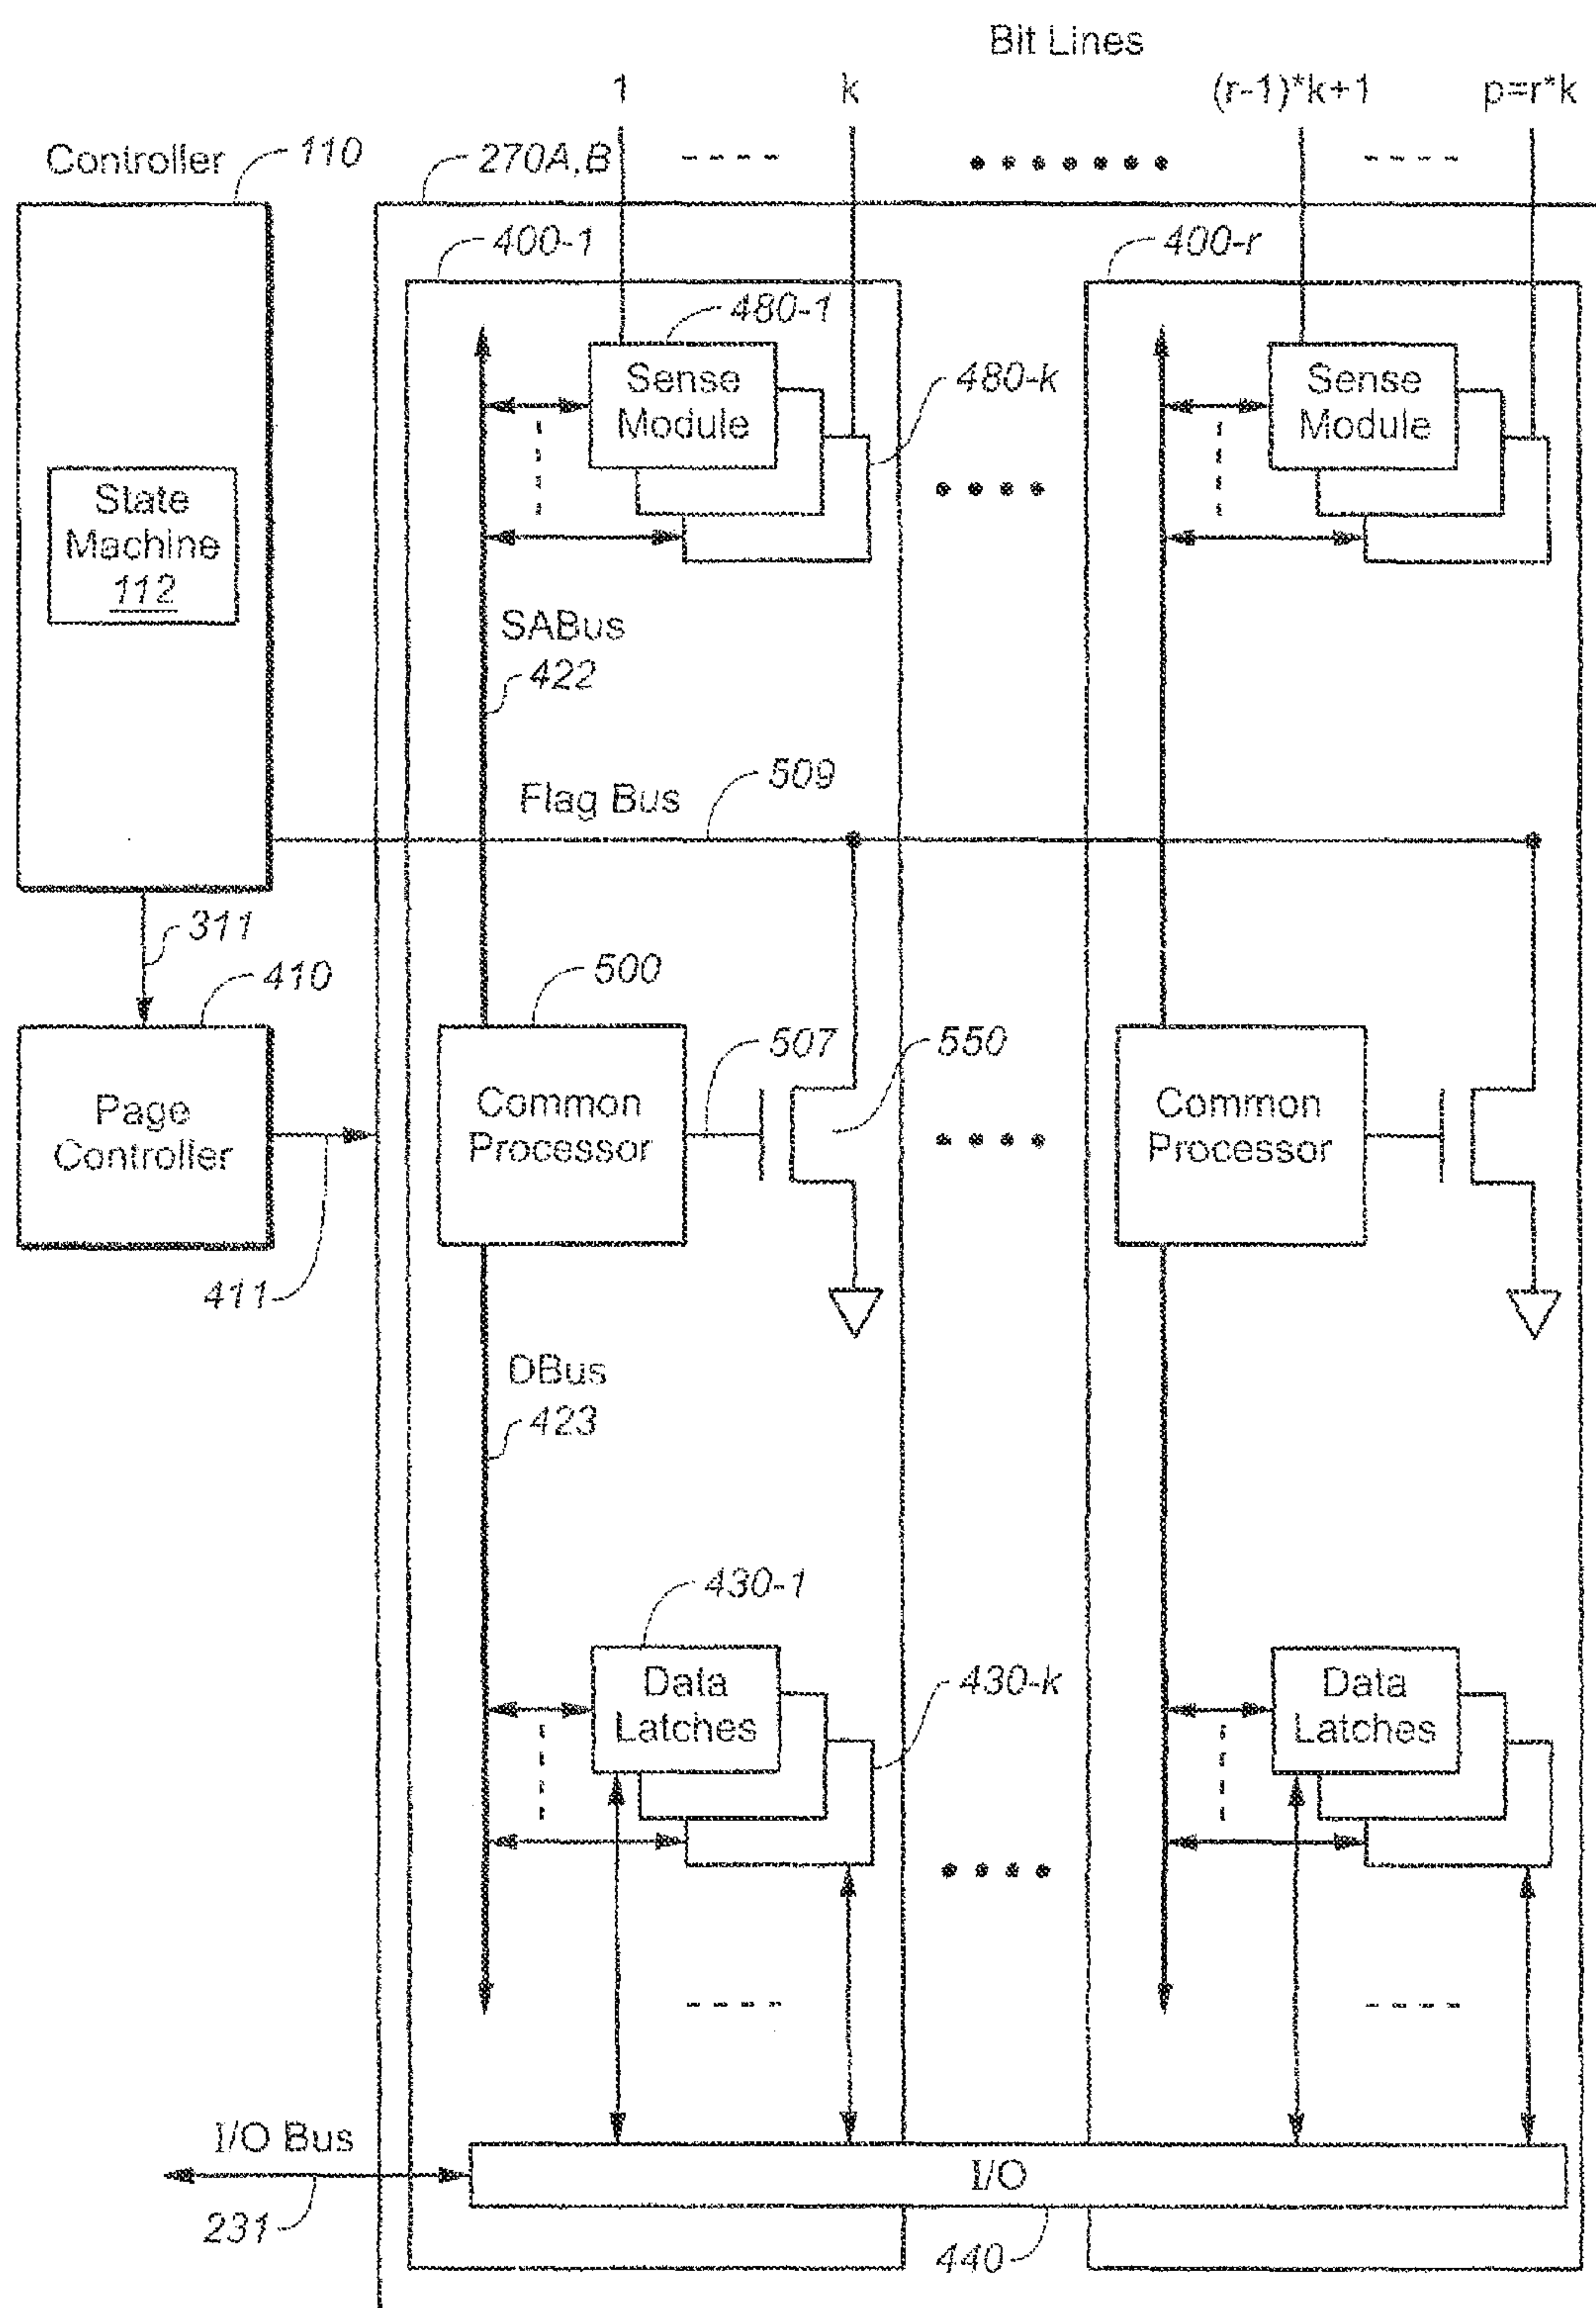 Bit Lines
1 k (r-1)*k+1 p=r*k
Controller 110 270A,B
400-1 400-r
480-1
Sense
Module
480-k
Sense
Module
State
Machine
112
SABus
422
Flag Bus 509
311
410 500
507 550
Page
Controller
Common
Processor
Common
Processor
411
DBus
423
430-1
Data
Latches
430-k
Data
Latches
I/O Bus
I/O
231
440